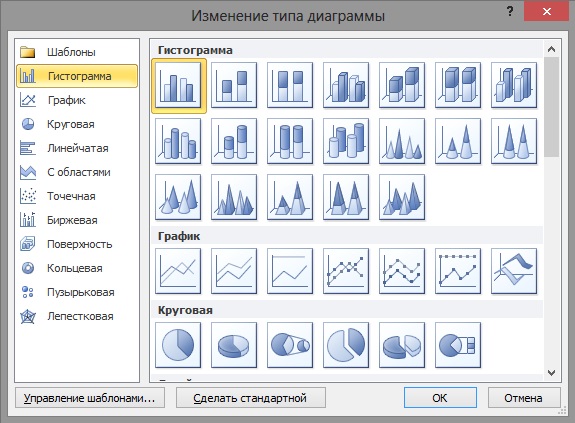 Изменение типа диаграммы
?
Шаблоны
Гистограмма
График
Круговая
Линейчатая
С областями
Точечная
Биржевая
Поверхность
Кольцевая
Пузырьковая
Лепестковая
Гистограмма
График
Круговая
Управление шаблонами...
Сделать стандартной
ОК
Отмена